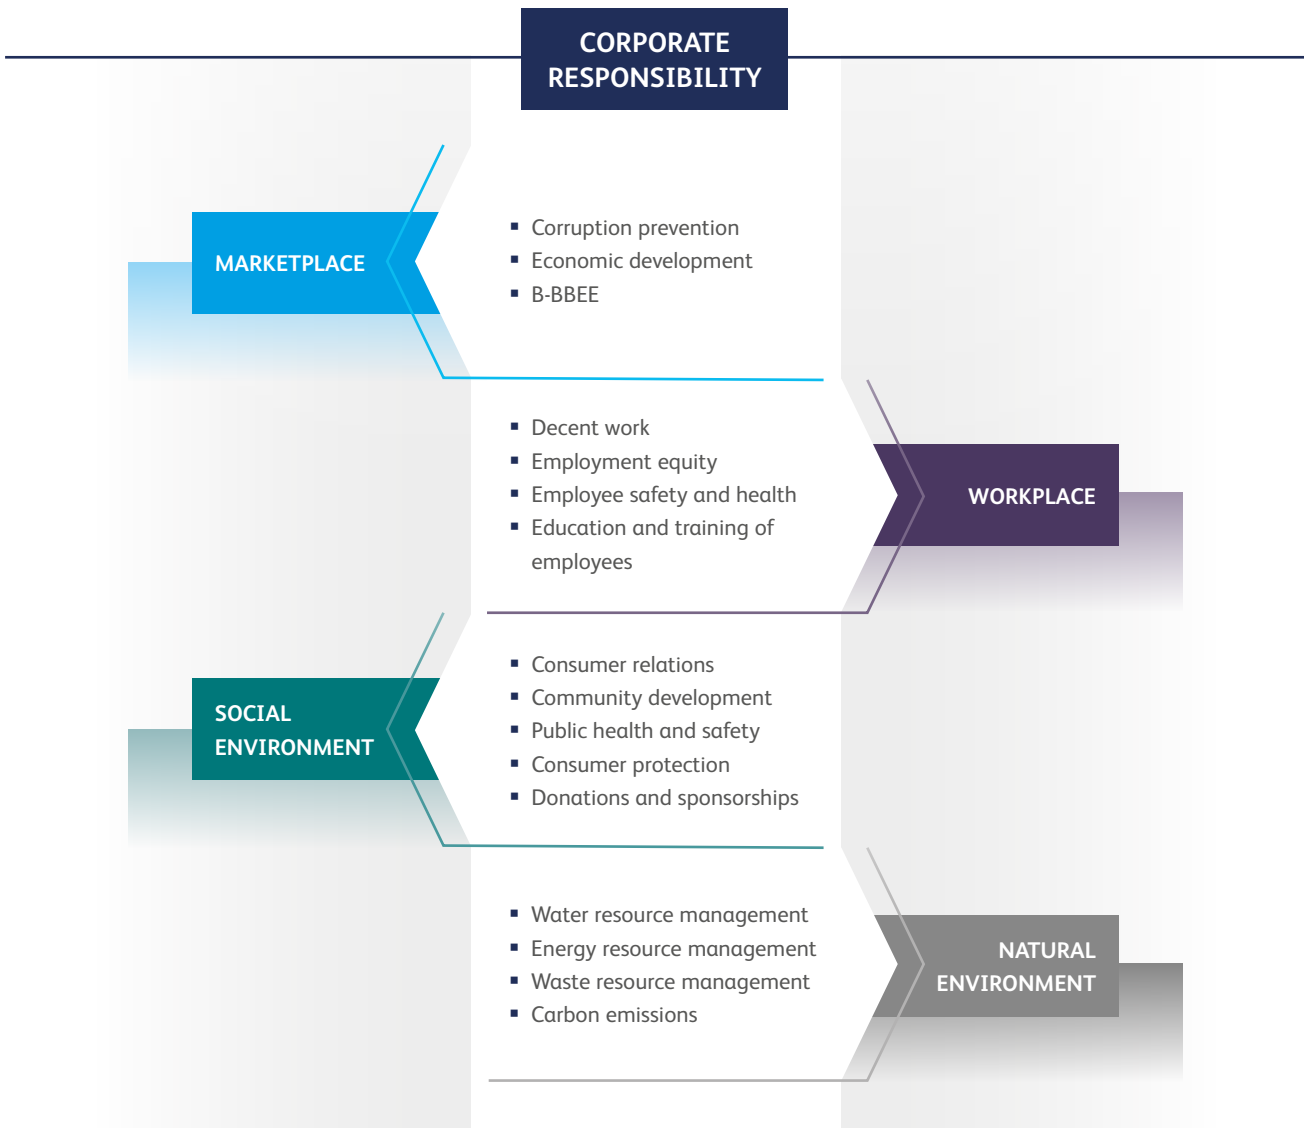 CORPORATE
RESPONSIBILITY
MARKETPLACE
▪ Corruption prevention
▪ Economic development
▪ B-BBEE
▪ Decent work
▪ Employment equity
▪ Employee safety and health
▪ Education and training of
employees
WORKPLACE
SOCIAL
ENVIRONMENT
▪ Consumer relations
▪ Community development
▪ Public health and safety
▪ Consumer protection
▪ Donations and sponsorships
▪ Water resource management
▪ Energy resource management
▪ Waste resource management
▪ Carbon emissions
NATURAL
ENVIRONMENT